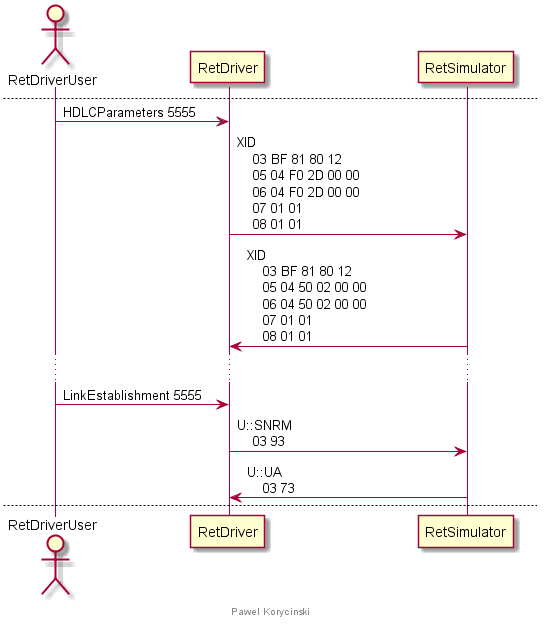 RetDriverUser
RetDriver
RetSimulator
HDLCParameters 5555
XID
03 BF 81 80 12
05 04 F0 2D 00 00
06 04 F0 2D 00 00
07 01 01
08 01 01
XID
03 BF 81 80 12
05 04 50 02 00 00
06 04 50 02 00 00
07 01 01
08 01 01
LinkEstablishment 5555
U::SNRM
03 93
U::UA
03 73
RetDriverUser
RetDriver
RetSimulator
Pawel Korycinski